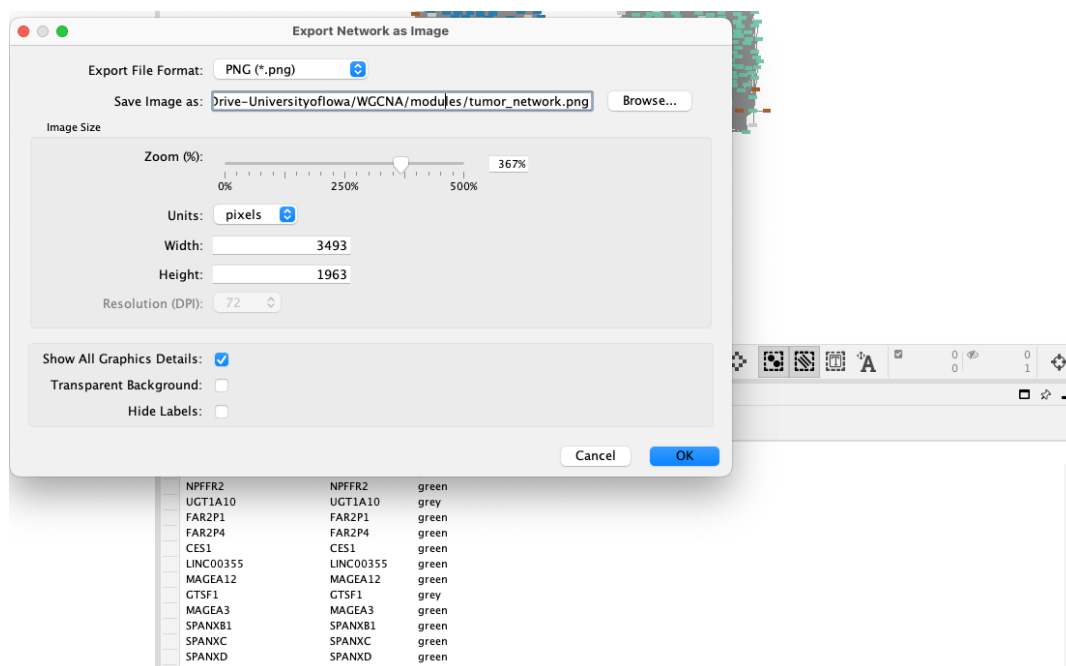 Export Network as Image
Export File Format: PNG (*.png)
Save Image as: Drive-UniversityofIowa/WGCNA/modules/tumor_network.png Browse...
Image Size
Zoom (%): 367%
0% 250% 500%
Units: pixels
Width: 3493
Height: 1963
Resolution (DPI): 72
Show All Graphics Details:
Transparent Background:
Hide Labels:
Cancel OK
A 0 0
0 1
NPFFR2 NPFFR2 green
UGT1A10 UGT1A10 grey
FAR2P1 FAR2P1 green
FAR2P4 FAR2P4 green
CES1 CES1 green
LINC00355 LINC00355 green
MAGEA12 MAGEA12 green
GTSF1 GTSF1 grey
MAGEA3 MAGEA3 green
SPANXB1 SPANXB1 green
SPANXC SPANXC green
SPANXD SPANXD green